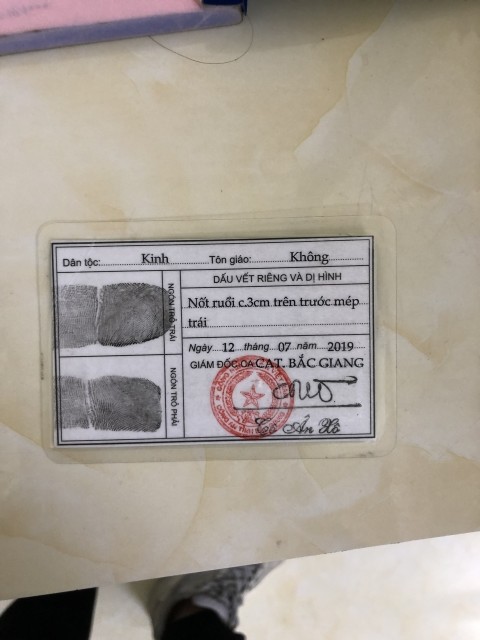 Dân tộc: Kinh Tôn giáo: Không
DẤU VẾT RIÊNG VÀ DỊ HÌNH
Nốt ruồi c.3cm trên trước mép
trái
NGÓN TRỎ TRÁI
Ngày 12 tháng 07 năm 2019
GIÁM ĐỐC CA CAT. BẮC GIANG
NGÓN TRỎ PHẢI